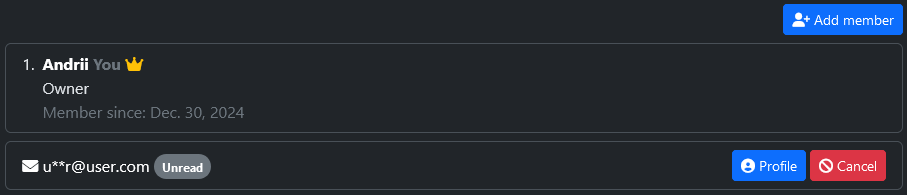 Add member
1. Andrii You
Owner
Member since: Dec. 30, 2024
u**r@user.com Unread Profile Cancel